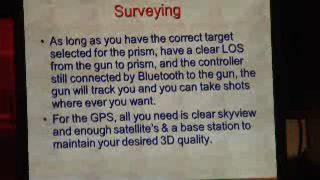 Surveying
• As long as you have the correct target
selected for the prism, have a clear LOS
from the gun to prism, and the controller
still connected by Bluetooth to the gun, the
gun will track you and you can take shots
where ever you want.
• For the GPS, all you need is clear skyview
and enough satellite's & a base station to
maintain your desired 3D quality.